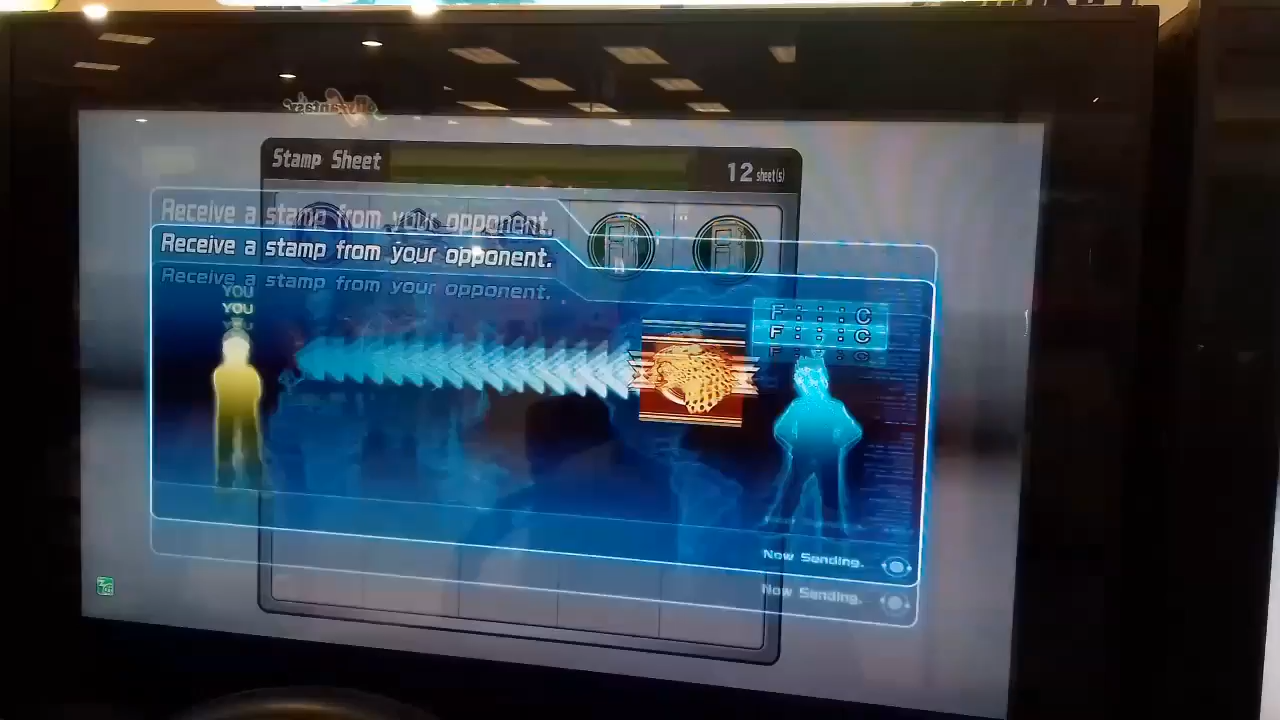 Stamp Sheet
12 sheet(s)
Receive a stamp from your opponent.
Receive a stamp from your opponent.
Receive a stamp from your opponent.
YOU
YOU
YOU
F : : : C
F : : : C
F : : : C
Now Sending.
Now Sending.